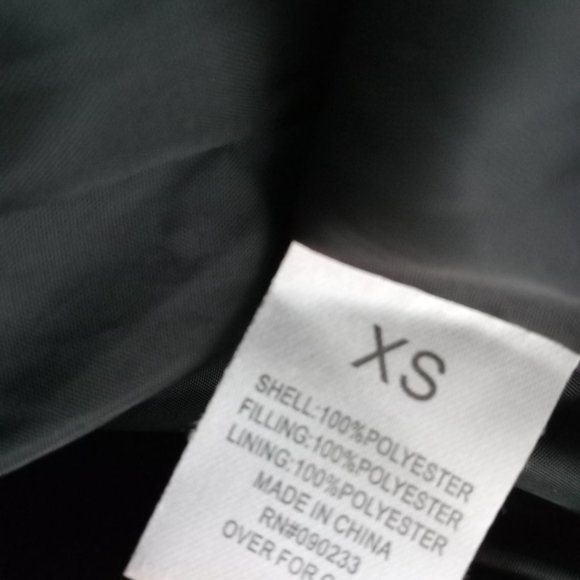 XS
SHELL:100%POLYESTER
FILLING:100%POLYESTER
LINING:100%POLYESTER
MADE IN CHINA
RN#090233
OVER FOR